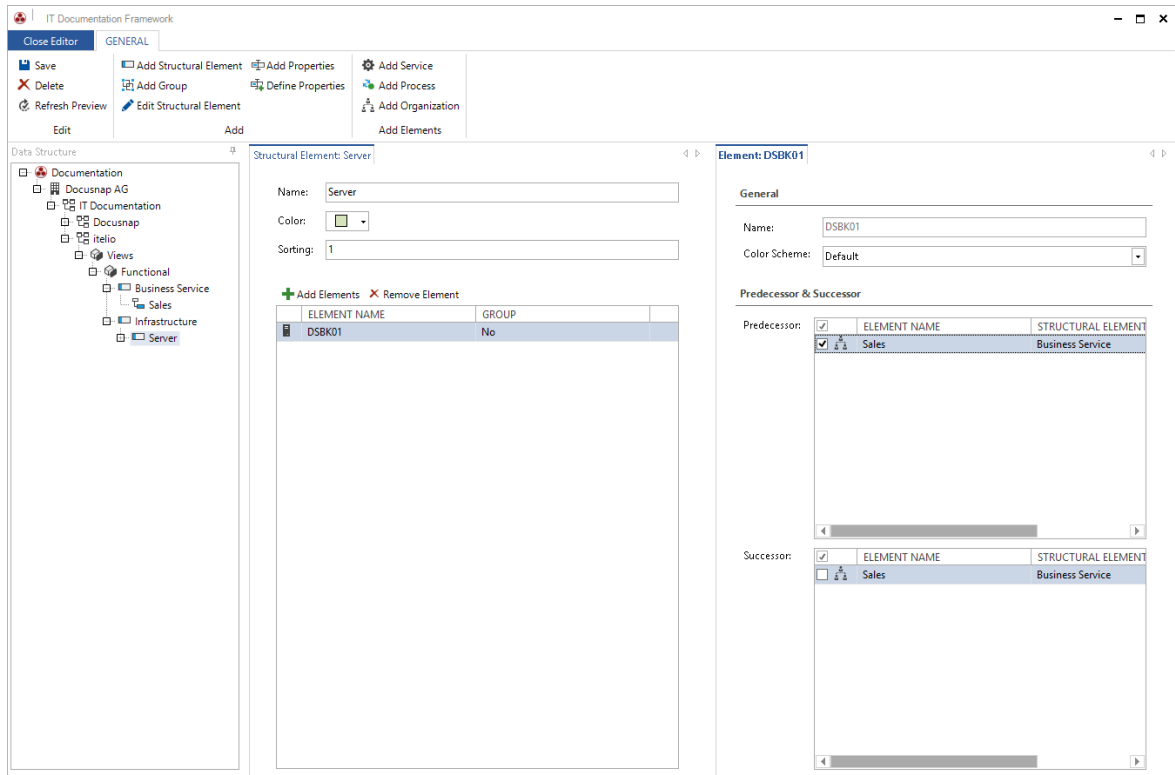 IT Documentation Framework
Close Editor GENERAL
Save Add Structural Element Add Properties Add Service
Delete Add Group Define Properties Add Process
Refresh Preview Edit Structural Element Add Organization
Edit Add Add Elements
Data Structure
Documentation
Docusnap AG
IT Documentation
Docusnap
itelio
Views
Functional
Business Service
Sales
Infrastructure
Server
Structural Element: Server
Name: Server
Color:
Sorting: 1
Add Elements Remove Element
ELEMENT NAME GROUP
DSBK01 No
Element: DSBK01
General
Name: DSBK01
Color Scheme: Default
Predecessor & Successor
Predecessor: ELEMENT NAME STRUCTURAL ELEMENT
Sales Business Service
Successor: ELEMENT NAME STRUCTURAL ELEMENT
Sales Business Service